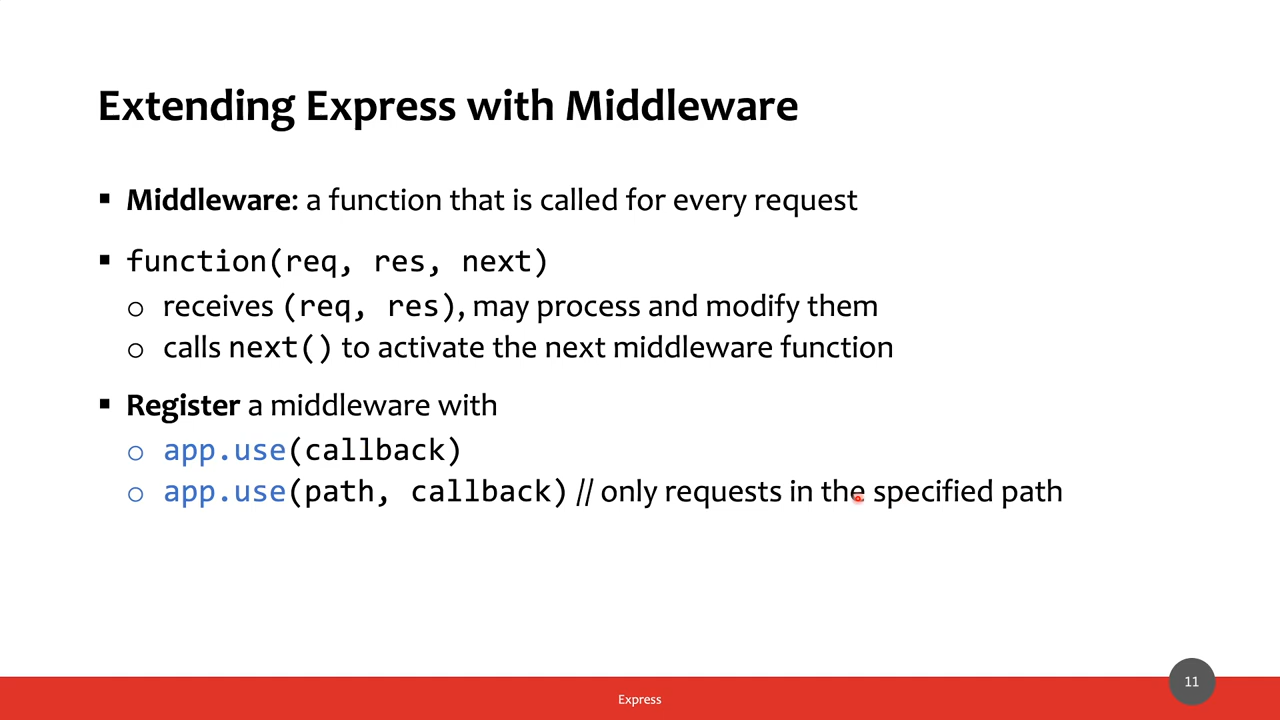 Extending Express with Middleware
▪ Middleware: a function that is called for every request
▪ function(req, res, next)
o receives (req, res), may process and modify them
o calls next() to activate the next middleware function
▪ Register a middleware with
o app.use(callback)
o app.use(path, callback) // only requests in the specified path
11
Express